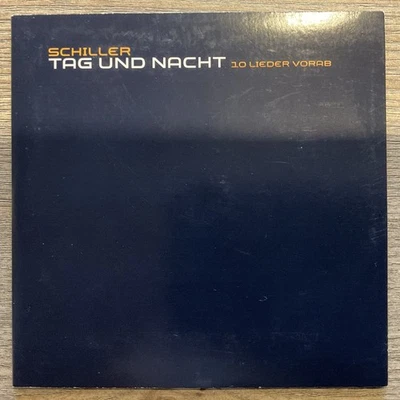 SCHILLER
TAG UND NACHT 10 LIEDER VORAB